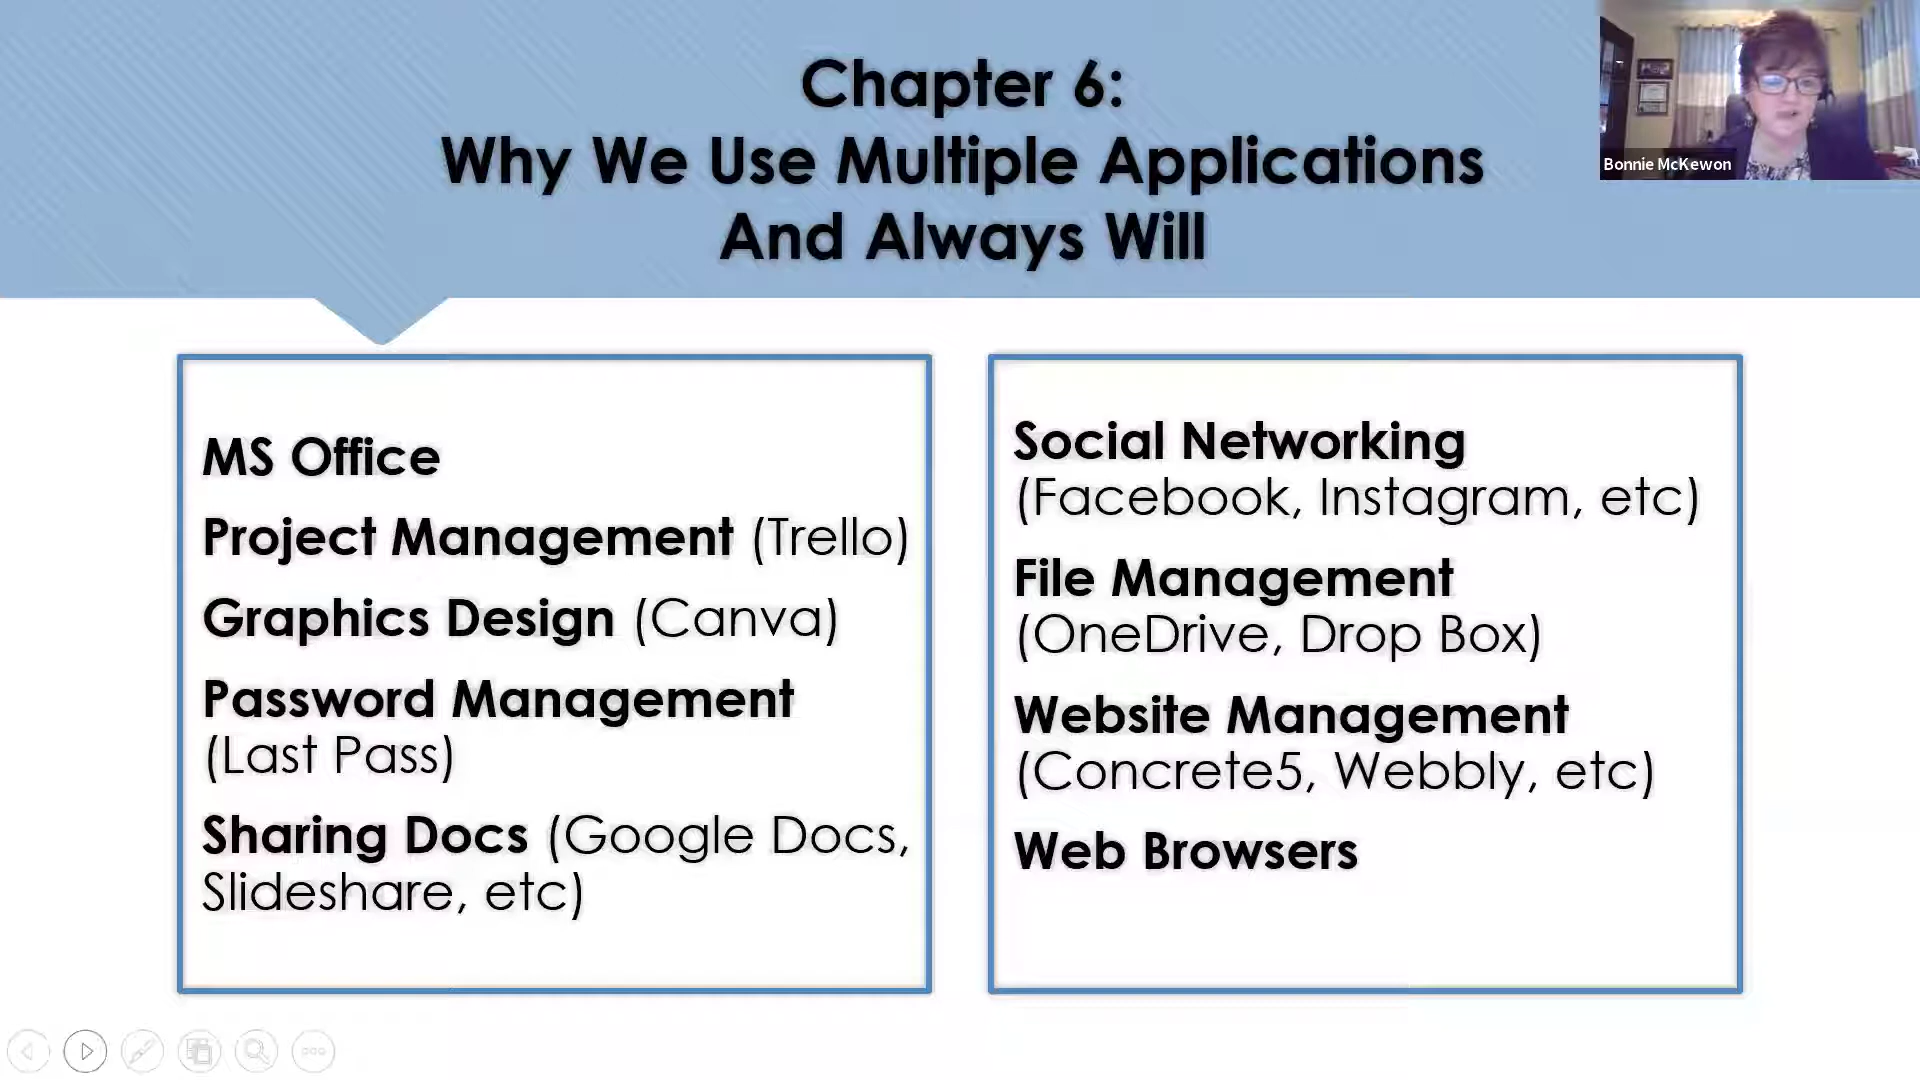 Chapter 6:
Why We Use Multiple Applications
And Always Will
Bonnie McKewon
MS Office
Project Management (Trello)
Graphics Design (Canva)
Password Management
(Last Pass)
Sharing Docs (Google Docs,
Slideshare, etc)
Social Networking
(Facebook, Instagram, etc)
File Management
(OneDrive, Drop Box)
Website Management
(Concrete5, Webbly, etc)
Web Browsers